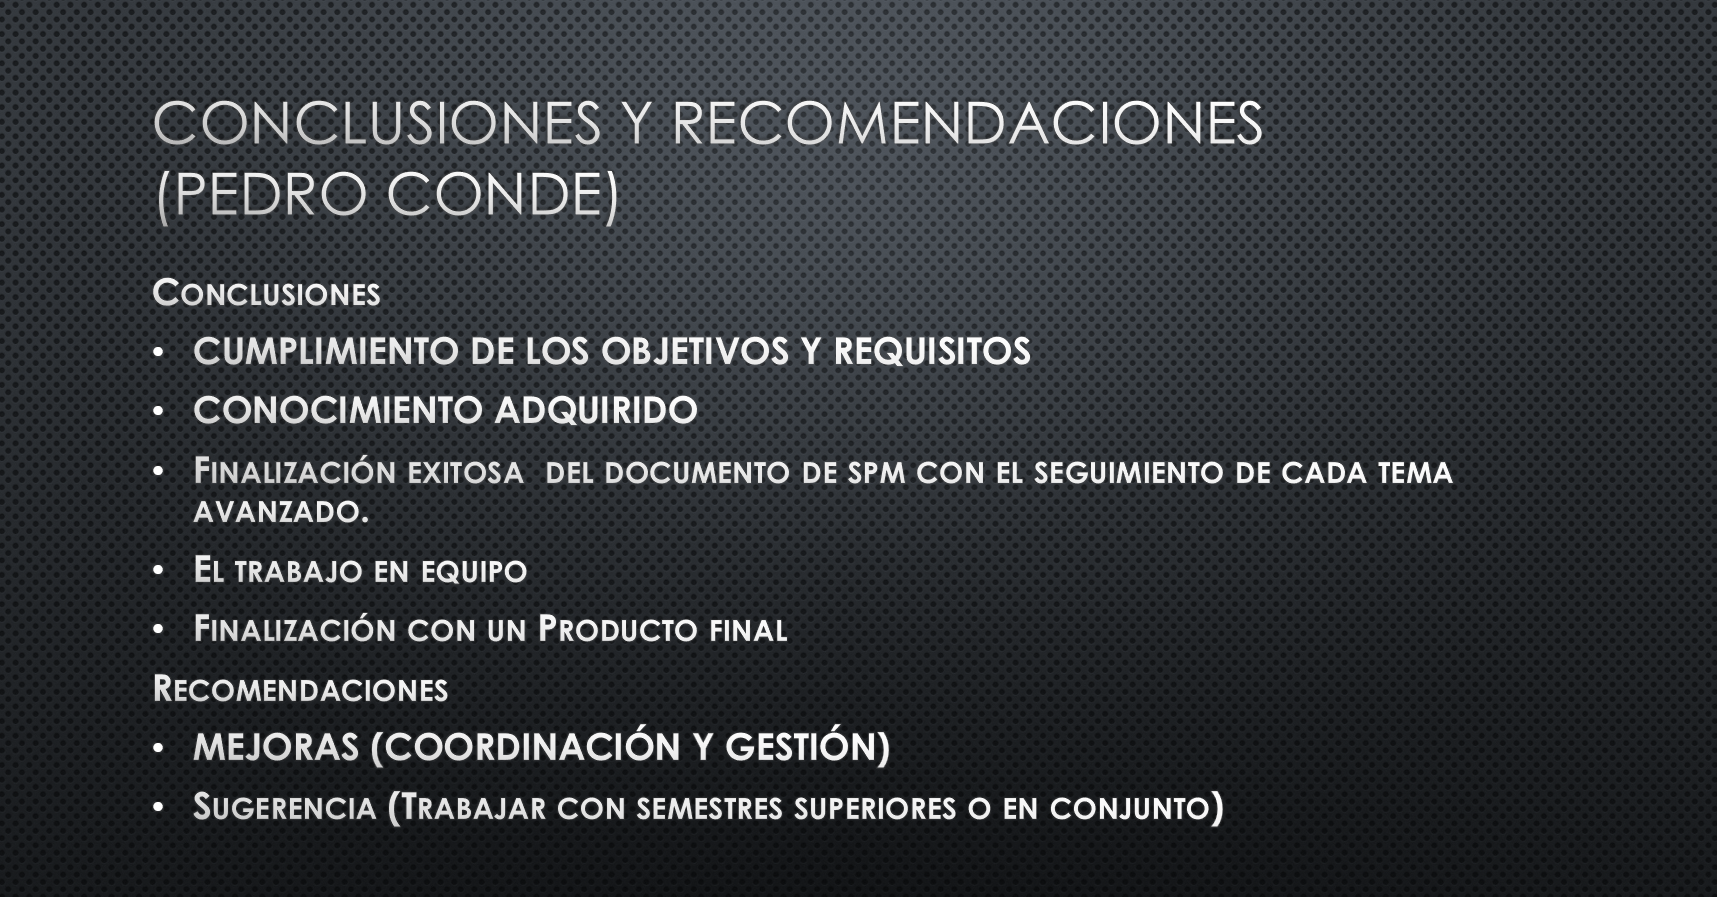 CONCLUSIONES Y RECOMENDACIONES
(PEDRO CONDE)
CONCLUSIONES
• CUMPLIMIENTO DE LOS OBJETIVOS Y REQUISITOS
• CONOCIMIENTO ADQUIRIDO
• FINALIZACIÓN EXITOSA DEL DOCUMENTO DE SPM CON EL SEGUIMIENTO DE CADA TEMA
AVANZADO.
• EL TRABAJO EN EQUIPO
• FINALIZACIÓN CON UN PRODUCTO FINAL
RECOMENDACIONES
• MEJORAS (COORDINACIÓN Y GESTIÓN)
• SUGERENCIA (TRABAJAR CON SEMESTRES SUPERIORES O EN CONJUNTO)